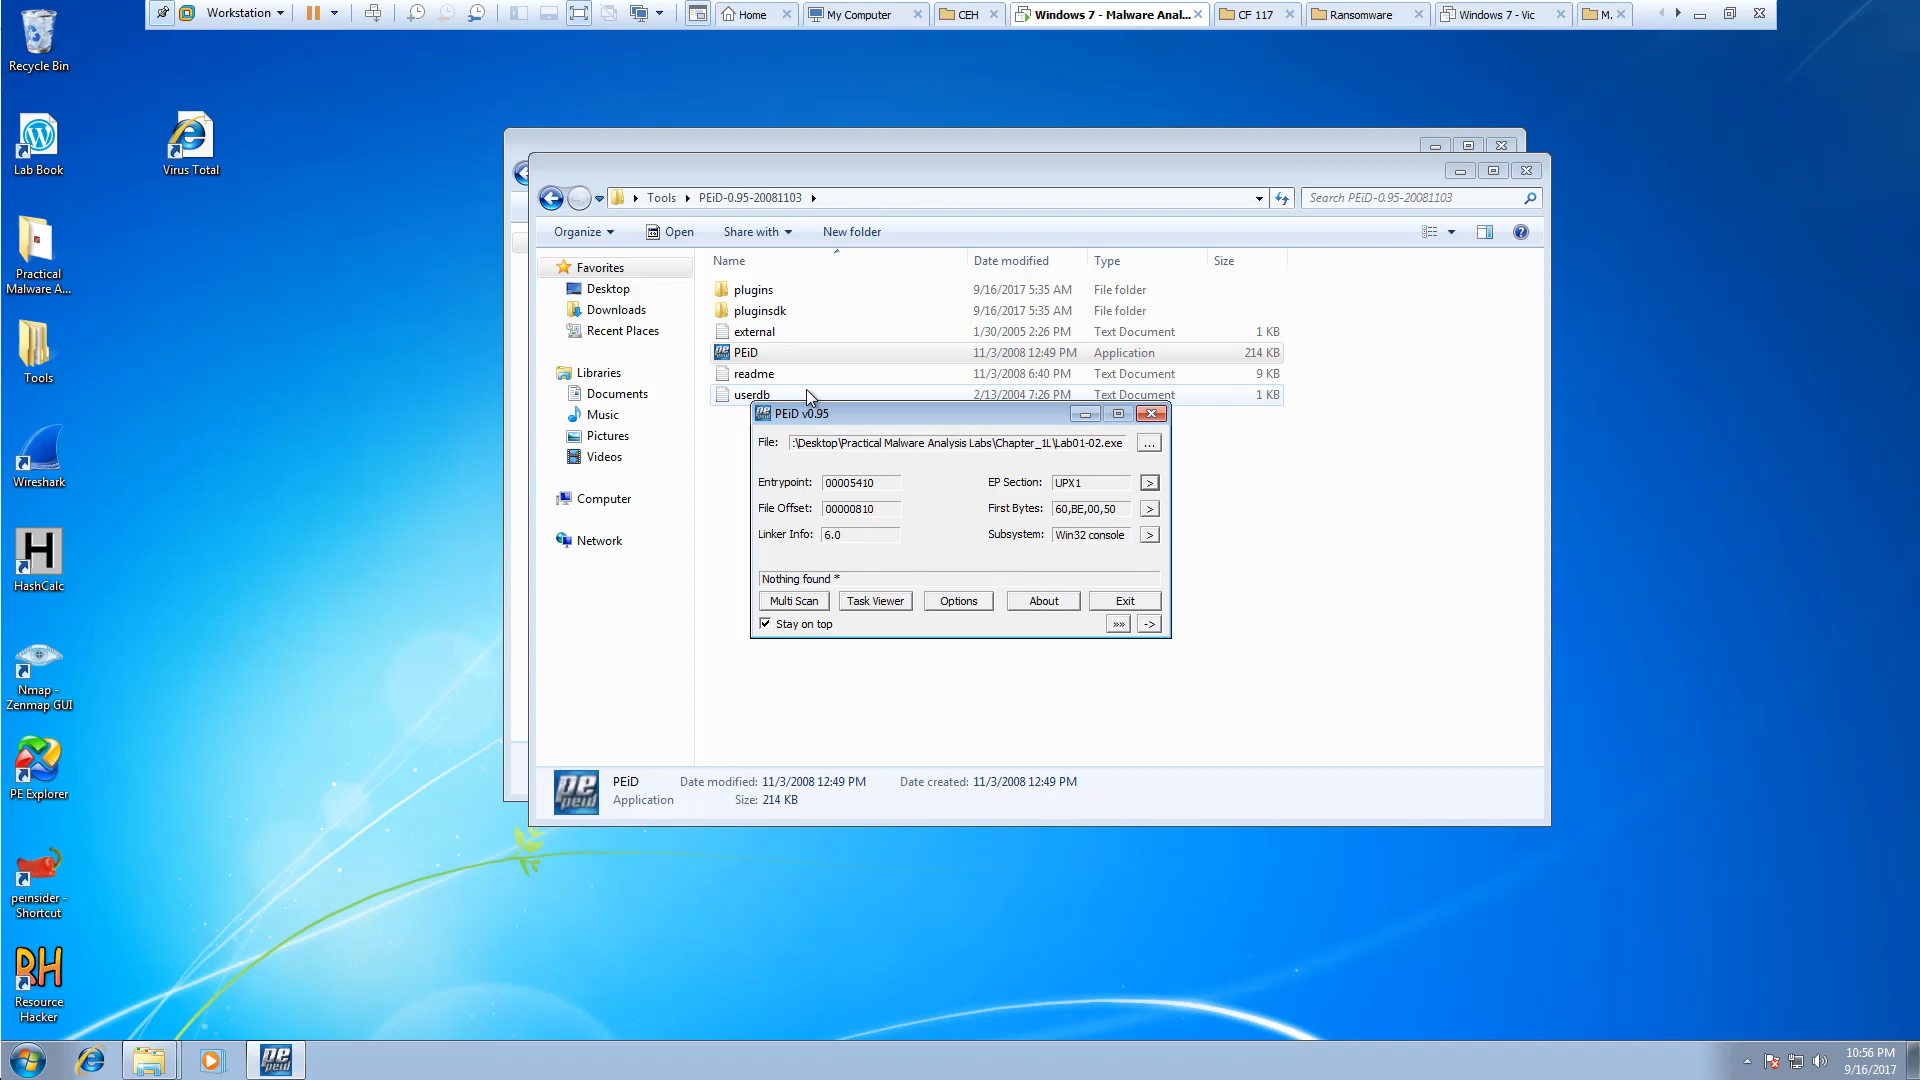 Workstation
Home
My Computer
CEH
Windows 7 - Malware Anal...
CF 117
Ransomware
Windows 7 - Vic
M.
Recycle Bin
Lab Book
Virus Total
Practical
Malware A...
Tools
Wireshark
HashCalc
Nmap -
Zenmap GUI
PE Explorer
peinsider -
Shortcut
RH
Resource
Hacker
Tools
PEiD-0.95-20081103
Search PEiD-0.95-20081103
Organize
Open
Share with
New folder
Favorites
Desktop
Downloads
Recent Places
Libraries
Documents
Music
Pictures
Videos
Computer
Network
Name Date modified Type Size
plugins 9/16/2017 5:35 AM File folder
pluginsdk 9/16/2017 5:35 AM File folder
external 1/30/2005 2:26 PM Text Document 1 KB
PEiD 11/3/2008 12:49 PM Application 214 KB
readme 11/3/2008 6:40 PM Text Document 9 KB
userdb 2/13/2004 7:26 PM Text Document 1 KB
PEiD v0.95
File: :\Desktop\Practical Malware Analysis Labs\Chapter_1L\Lab01-02.exe ...
Entrypoint: 00005410 EP Section: UPX1 >
File Offset: 00000810 First Bytes: 60,BE,00,50 >
Linker Info: 6.0 Subsystem: Win32 console >
Nothing found *
Multi Scan Task Viewer Options About Exit
Stay on top »» ->
PEiD Date modified: 11/3/2008 12:49 PM Date created: 11/3/2008 12:49 PM
Application Size: 214 KB
10:56 PM
9/16/2017